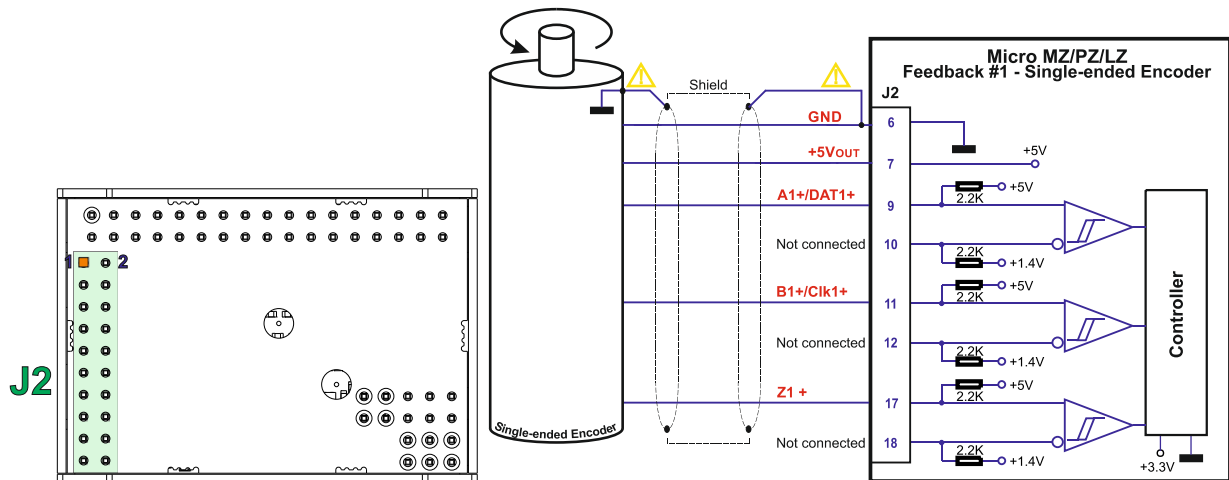 Micro MZ/PZ/LZ
Feedback #1 - Single-ended Encoder
J2
Shield
GND
6
+5VOUT
7
+5V
A1+/DAT1+
9
+5V
2.2K
Not connected
10
2.2K
+1.4V
B1+/Clk1+
11
+5V
2.2K
Not connected
12
2.2K
+1.4V
Z1 +
17
+5V
2.2K
Not connected
18
2.2K
+1.4V
Controller
+3.3V
Single-ended Encoder
1 2
J2